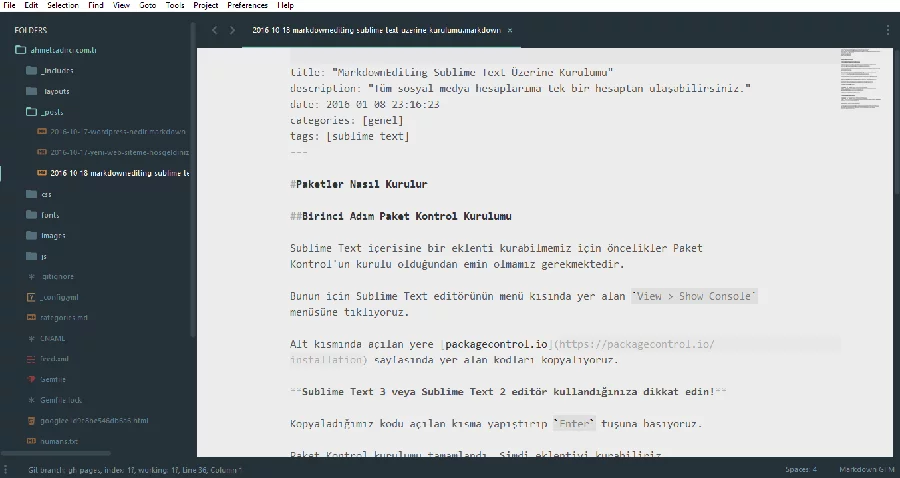 File Edit Selection Find View Goto Tools Project Preferences Help
FOLDERS
2016-10-18-markdownediting-sublime-text-uzerine-kurulumu.markdown ×
ahmetcadirci.com.tr
_includes
_layouts
_posts
2016-10-17-wordpress-nedir.markdown
2016-10-17-yeni-web-siteme-hosgeldiniz
2016-10-18-markdownediting-sublime-te
css
fonts
images
js
.gitignore
_config.yml
categories.md
CNAME
feed.xml
Gemfile
Gemfile.lock
humans.txt
title: "MarkdownEditing Sublime Text Üzerine Kurulumu"
description: "Tüm sosyal medya hesaplarıma tek bir hesaptan ulaşabilirsiniz."
date: 2016-01-08 23:16:23
categories: [genel]
tags: [sublime text]
---
#Paketler Nasıl Kurulur
##Birinci Adım Paket Kontrol Kurulumu
Sublime Text içerisine bir eklenti kurabilmemiz için öncelikler Paket
Kontrol'un kurulu olduğundan emin olmamız gerekmektedir.
Bunun için Sublime Text editörünün menü kısında yer alan `View > Show Console`
menüsüne tıklıyoruz.
Alt kısmında açılan yere [packagecontrol.io](https://packagecontrol.io/
installation) saylasında yer alan kodları kopyalıyoruz.
**Sublime Text 3 veya Sublime Text 2 editör kullandığınıza dikkat edin!**
Kopyaladığımız kodu açılan kısma yapıştırıp `Enter` tuşuna basıyoruz.
Paket Kontrol kurulumu tamamlandı. Şimdi eklentiyi kurabiliriz.
Git branch: gh-pages, index: 1?, working: 1?, Line 36, Column 1
Spaces: 4
Markdown GFM